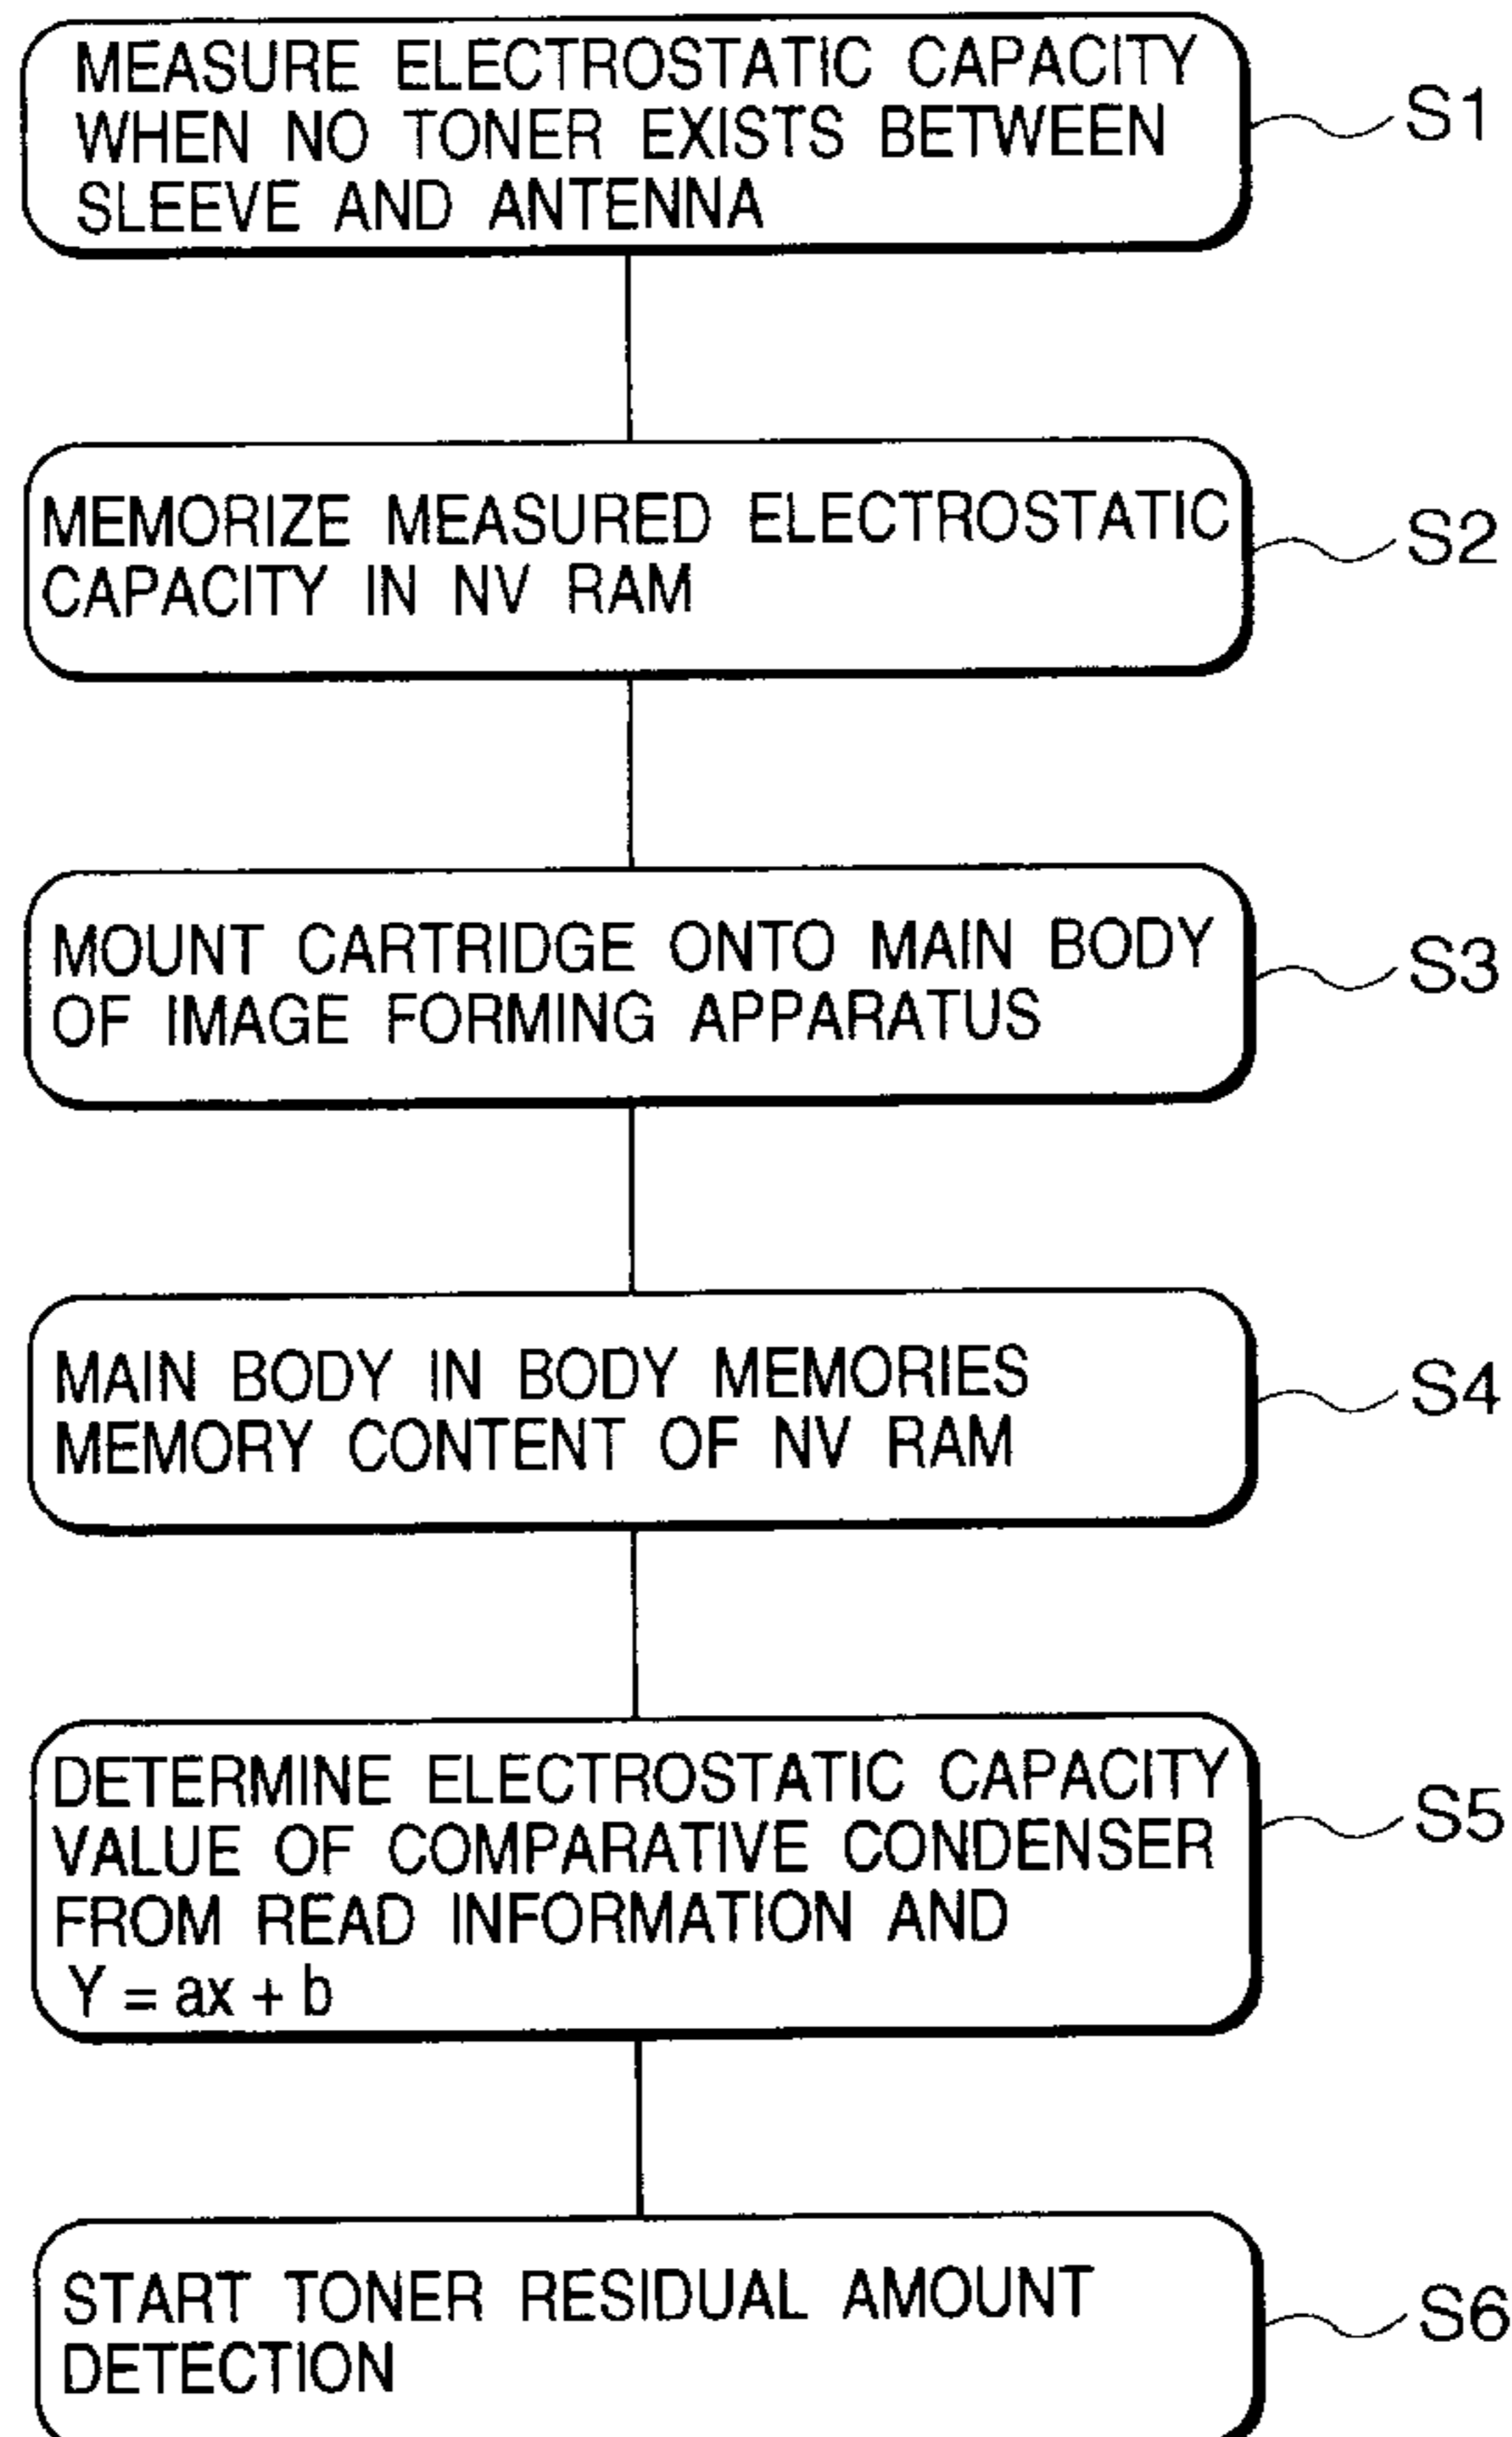 MEASURE ELECTROSTATIC CAPACITY
WHEN NO TONER EXISTS BETWEEN
SLEEVE AND ANTENNA
S1
MEMORIZE MEASURED ELECTROSTATIC
CAPACITY IN NV RAM
S2
MOUNT CARTRIDGE ONTO MAIN BODY
OF IMAGE FORMING APPARATUS
S3
MAIN BODY IN BODY MEMORIES
MEMORY CONTENT OF NV RAM
S4
DETERMINE ELECTROSTATIC CAPACITY
VALUE OF COMPARATIVE CONDENSER
FROM READ INFORMATION AND
Y = ax + b
S5
START TONER RESIDUAL AMOUNT
DETECTION
S6